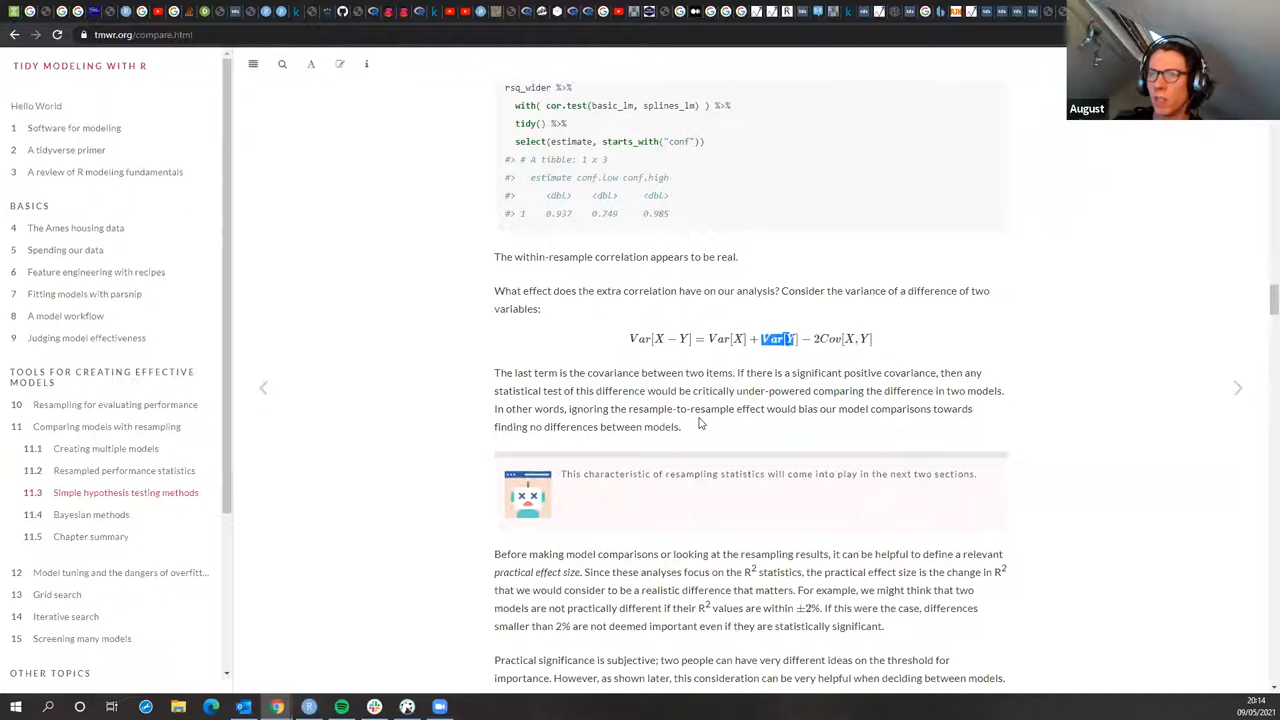 tmwr.org/compare.html
August
TIDY MODELING WITH R
Hello World
1 Software for modeling
2 A tidyverse primer
3 A review of R modeling fundamentals
BASICS
4 The Ames housing data
5 Spending our data
6 Feature engineering with recipes
7 Fitting models with parsnip
8 A model workflow
9 Judging model effectiveness
TOOLS FOR CREATING EFFECTIVE
MODELS
10 Resampling for evaluating performance
11 Comparing models with resampling
11.1 Creating multiple models
11.2 Resampled performance statistics
11.3 Simple hypothesis testing methods
11.4 Bayesian methods
11.5 Chapter summary
12 Model tuning and the dangers of overfitt...
13 Grid search
14 Iterative search
15 Screening many models
OTHER TOPICS
rsq_wider %>%
with( cor.test(basic_lm, splines_lm) ) %>%
tidy() %>%
select(estimate, starts_with("conf"))
#> # A tibble: 1 x 3
#> estimate conf.low conf.high
#> <dbl> <dbl> <dbl>
#> 1 0.937 0.749 0.985
The within-resample correlation appears to be real.
What effect does the extra correlation have on our analysis? Consider the variance of a difference of two
variables:
Var[X − Y] = Var[X] + Var[Y] − 2Cov[X, Y]
The last term is the covariance between two items. If there is a significant positive covariance, then any
statistical test of this difference would be critically under-powered comparing the difference in two models.
In other words, ignoring the resample-to-resample effect would bias our model comparisons towards
finding no differences between models.
This characteristic of resampling statistics will come into play in the next two sections.
Before making model comparisons or looking at the resampling results, it can be helpful to define a relevant
practical effect size. Since these analyses focus on the R² statistics, the practical effect size is the change in R²
that we would consider to be a realistic difference that matters. For example, we might think that two
models are not practically different if their R² values are within ±2%. If this were the case, differences
smaller than 2% are not deemed important even if they are statistically significant.
Practical significance is subjective; two people can have very different ideas on the threshold for
importance. However, as shown later, this consideration can be very helpful when deciding between models.
20:14
09/05/2021